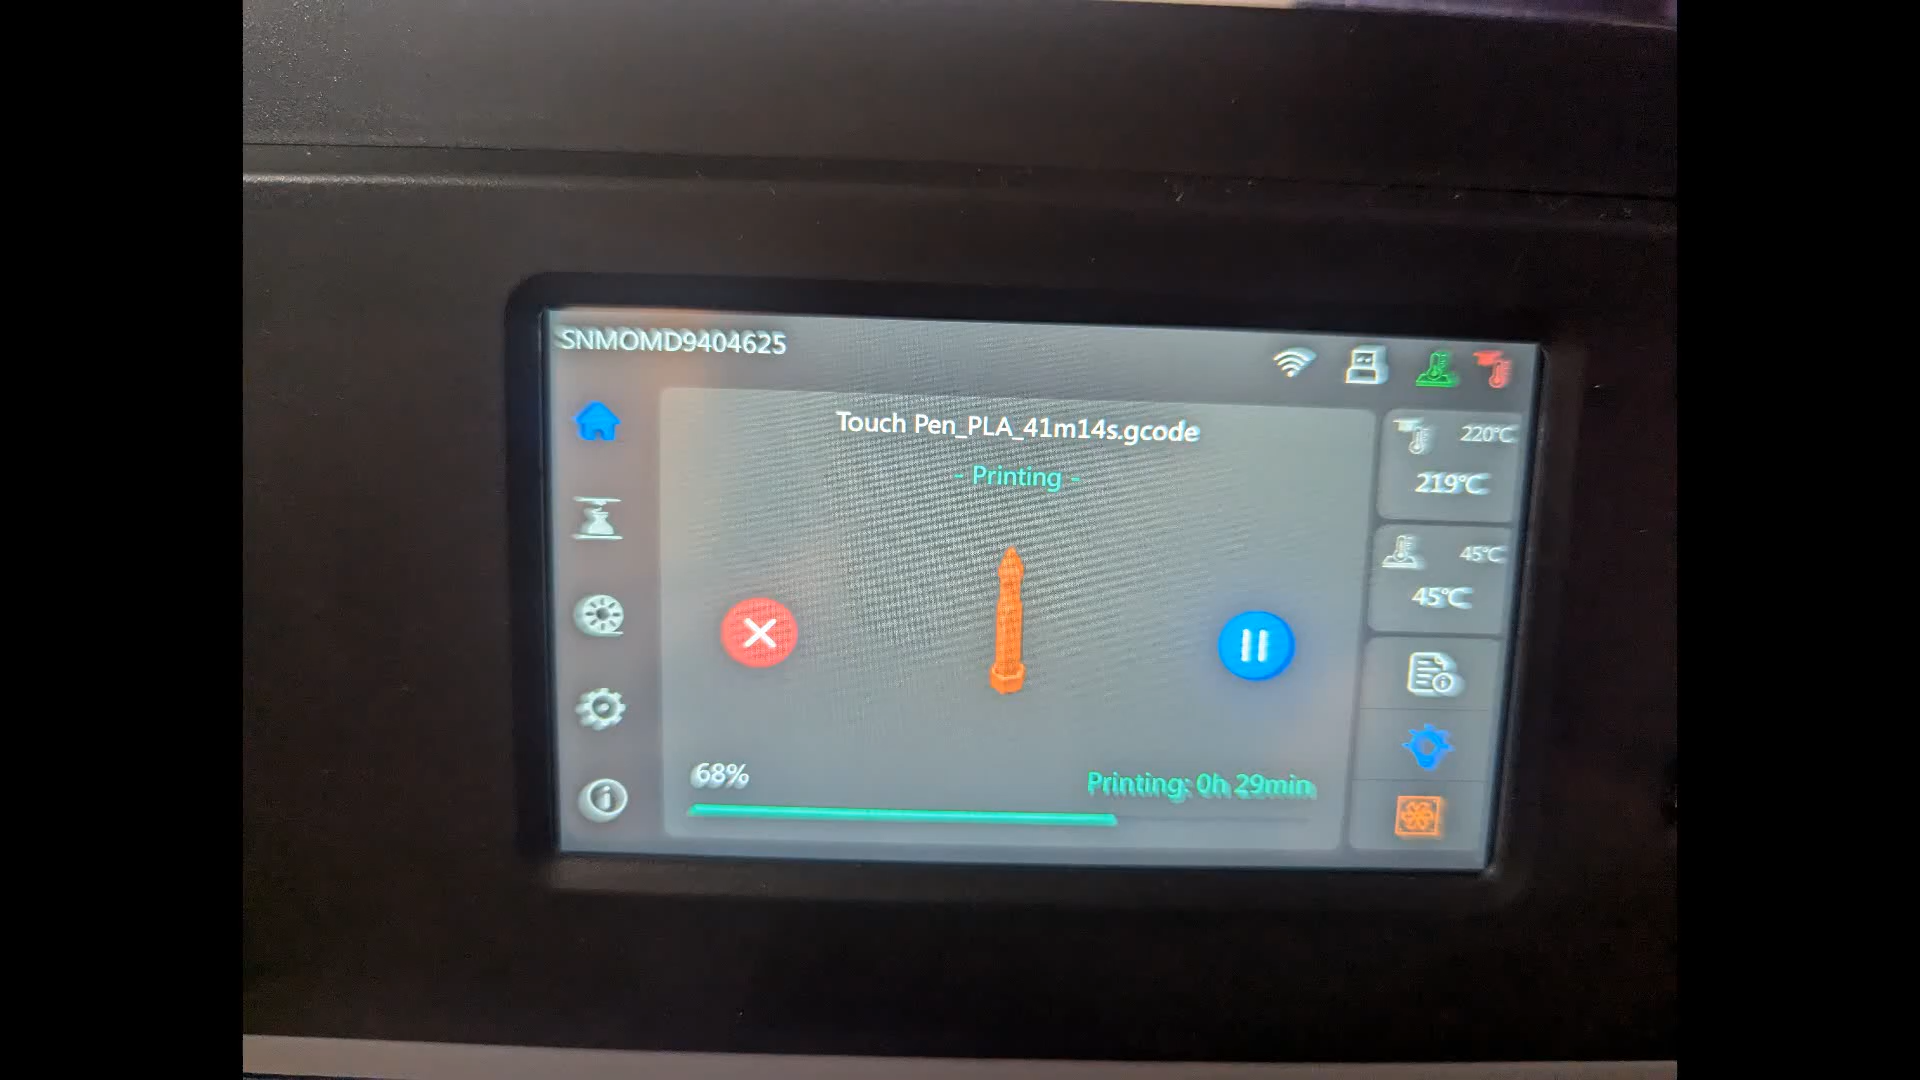 SNMOMD9404625
Touch Pen_PLA_41m14s.gcode
- Printing -
220°C
219°C
45°C
45°C
68%
Printing: 0h 29min